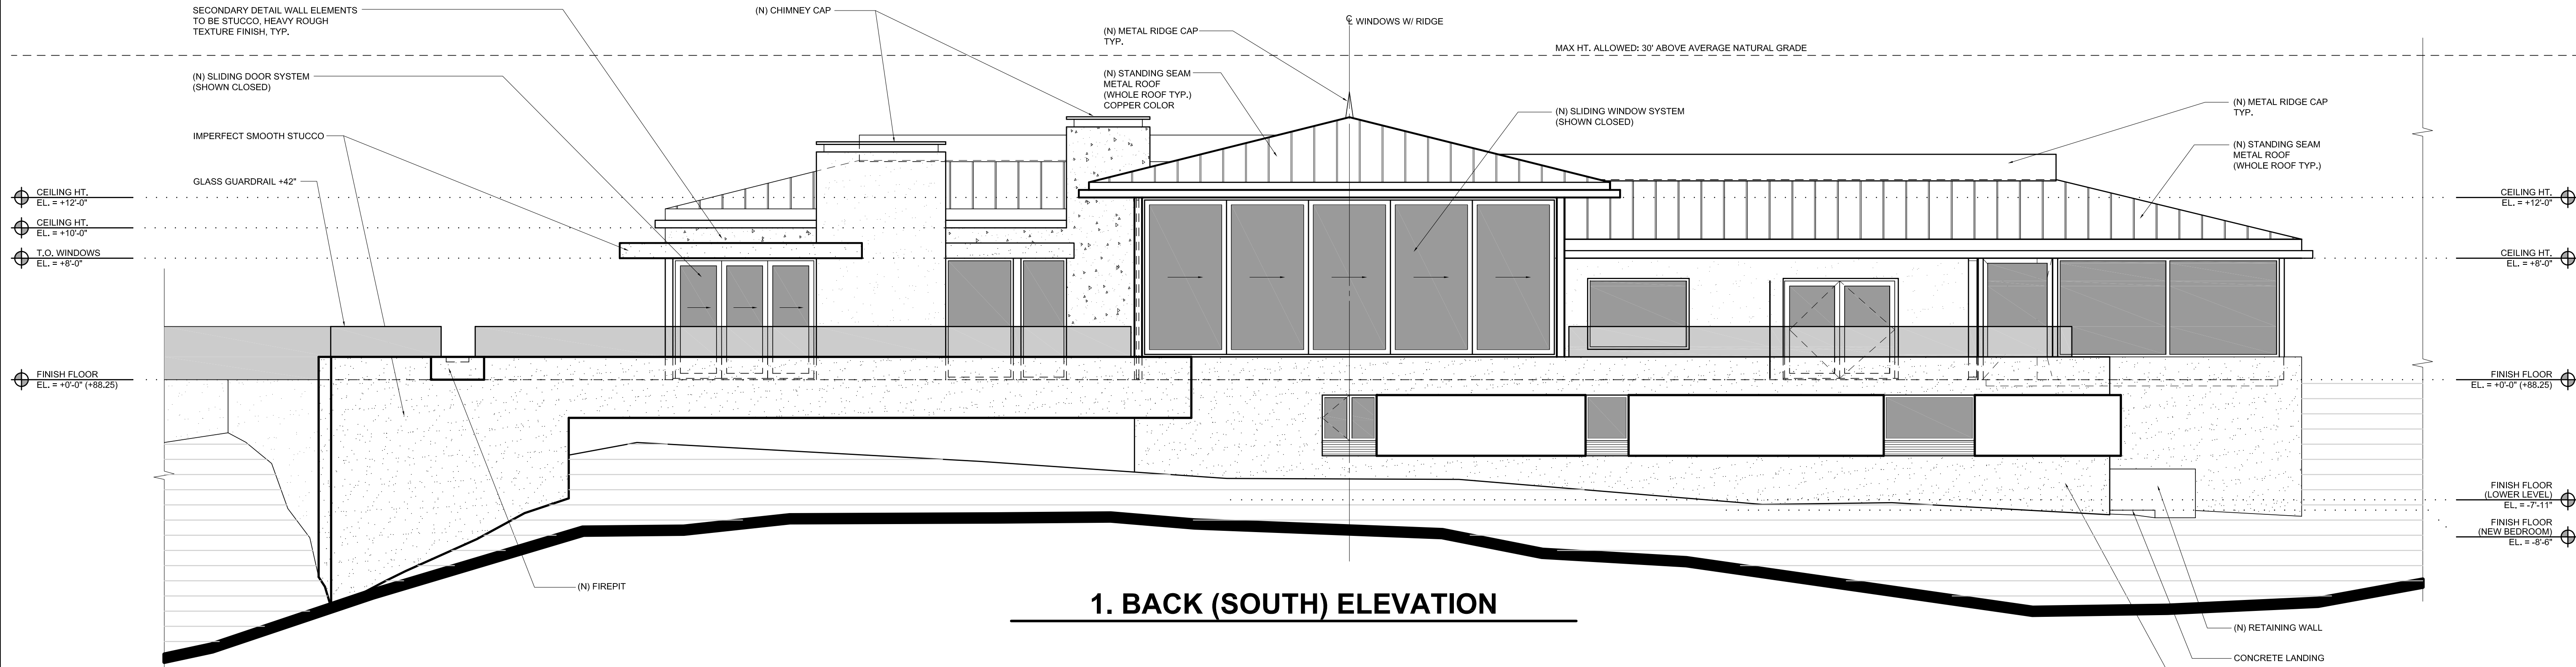 SECONDARY DETAIL WALL ELEMENTS
TO BE STUCCO, HEAVY ROUGH
TEXTURE FINISH, TYP.
(N) CHIMNEY CAP
(N) METAL RIDGE CAP
TYP.
℄ WINDOWS W/ RIDGE
MAX HT. ALLOWED: 30' ABOVE AVERAGE NATURAL GRADE
(N) SLIDING DOOR SYSTEM
(SHOWN CLOSED)
(N) STANDING SEAM
METAL ROOF
(WHOLE ROOF TYP.)
COPPER COLOR
(N) SLIDING WINDOW SYSTEM
(SHOWN CLOSED)
(N) METAL RIDGE CAP
TYP.
IMPERFECT SMOOTH STUCCO
(N) STANDING SEAM
METAL ROOF
(WHOLE ROOF TYP.)
GLASS GUARDRAIL +42"
CEILING HT.
EL. = +12'-0"
CEILING HT.
EL. = +10'-0"
T.O. WINDOWS
EL. = +8'-0"
FINISH FLOOR
EL. = +0'-0" (+88.25)
CEILING HT.
EL. = +12'-0"
CEILING HT.
EL. = +8'-0"
FINISH FLOOR
EL. = +0'-0" (+88.25)
FINISH FLOOR
(LOWER LEVEL)
EL. = -7'-11"
FINISH FLOOR
(NEW BEDROOM)
EL. = -8'-6"
(N) FIREPIT
1. BACK (SOUTH) ELEVATION
(N) RETAINING WALL
CONCRETE LANDING